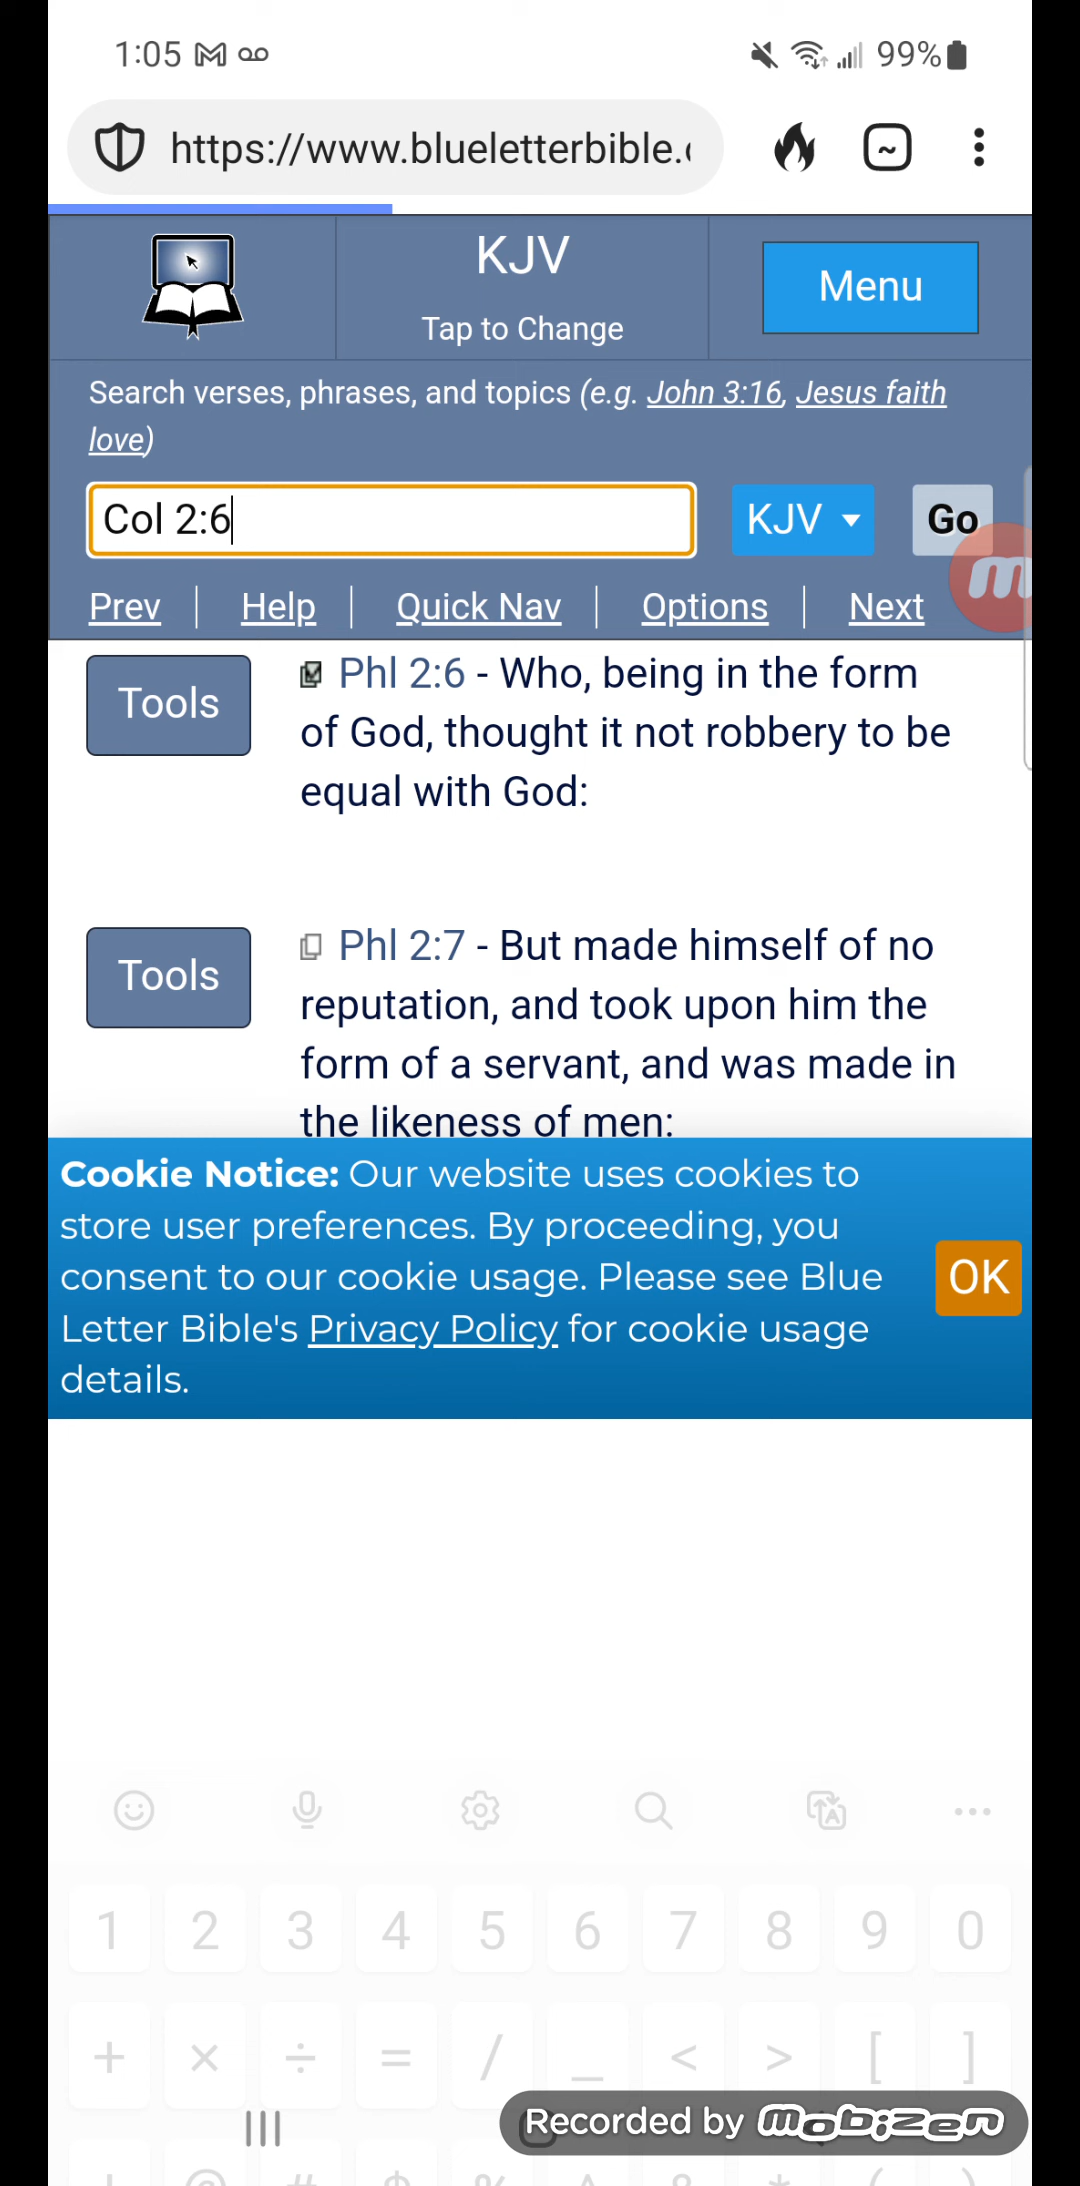 1:05
99%
https://www.blueletterbible.
KJV
Tap to Change
Menu
Search verses, phrases, and topics (e.g. John 3:16, Jesus faith
love)
Col 2:6
KJV
Go
Prev | Help | Quick Nav | Options | Next
Tools
Phl 2:6 - Who, being in the form
of God, thought it not robbery to be
equal with God:
Tools
Phl 2:7 - But made himself of no
reputation, and took upon him the
form of a servant, and was made in
the likeness of men:
Cookie Notice: Our website uses cookies to
store user preferences. By proceeding, you
consent to our cookie usage. Please see Blue
Letter Bible's Privacy Policy for cookie usage
details.
OK
1 2 3 4 5 6 7 8 9 0
+ × ÷ = / _ < > [ ]
Recorded by mobizen